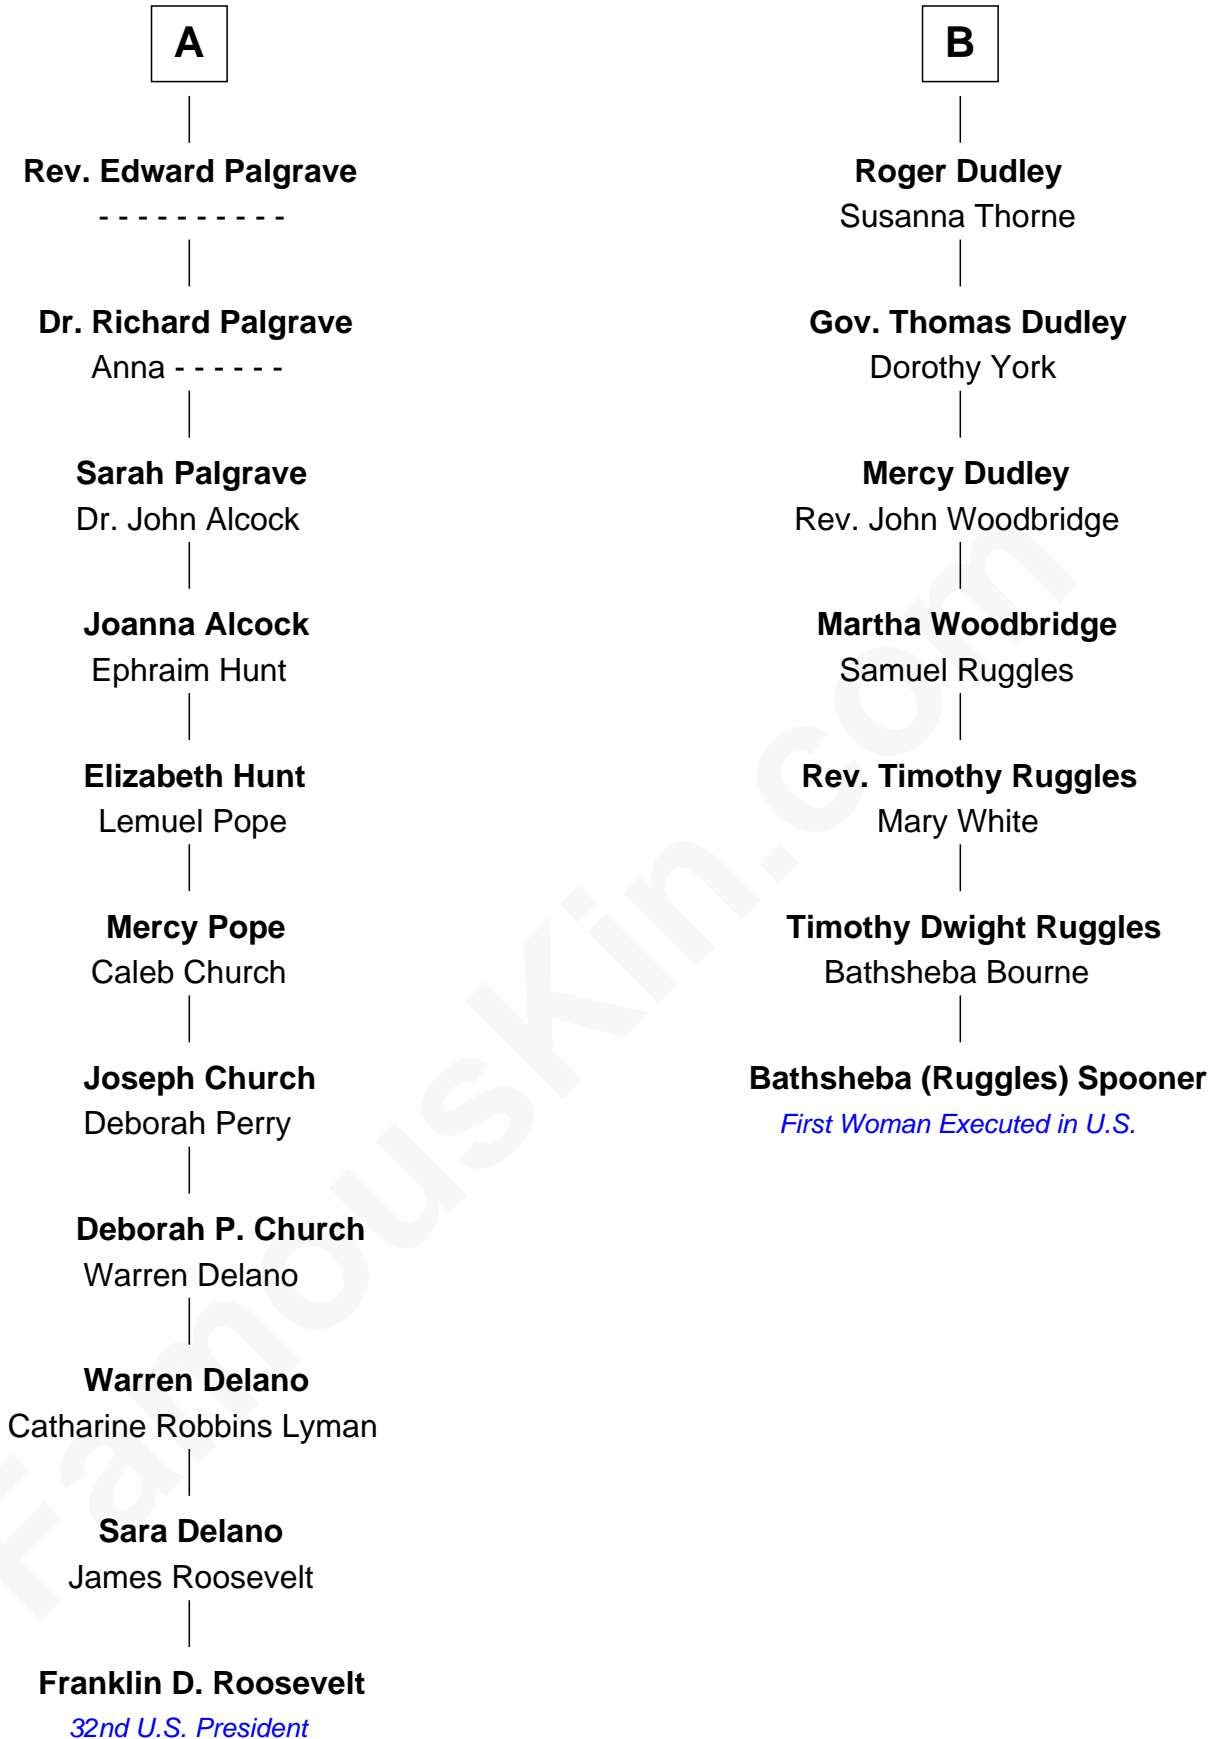 A
Rev. Edward Palgrave
- - - - - - - - - -
Dr. Richard Palgrave
Anna - - - - - -
Sarah Palgrave
Dr. John Alcock
Joanna Alcock
Ephraim Hunt
Elizabeth Hunt
Lemuel Pope
Mercy Pope
Caleb Church
Joseph Church
Deborah Perry
Deborah P. Church
Warren Delano
Warren Delano
Catharine Robbins Lyman
Sara Delano
James Roosevelt
Franklin D. Roosevelt
32nd U.S. President
B
Roger Dudley
Susanna Thorne
Gov. Thomas Dudley
Dorothy York
Mercy Dudley
Rev. John Woodbridge
Martha Woodbridge
Samuel Ruggles
Rev. Timothy Ruggles
Mary White
Timothy Dwight Ruggles
Bathsheba Bourne
Bathsheba (Ruggles) Spooner
First Woman Executed in U.S.
FamousKin.com